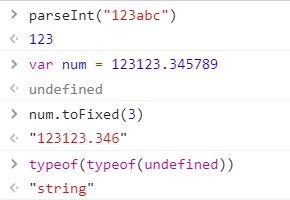 > parseInt("123abc")
<· 123
> var num = 123123.345789
<· undefined
> num.toFixed(3)
<· "123123.346"
> typeof(typeof(undefined))
<· "string"